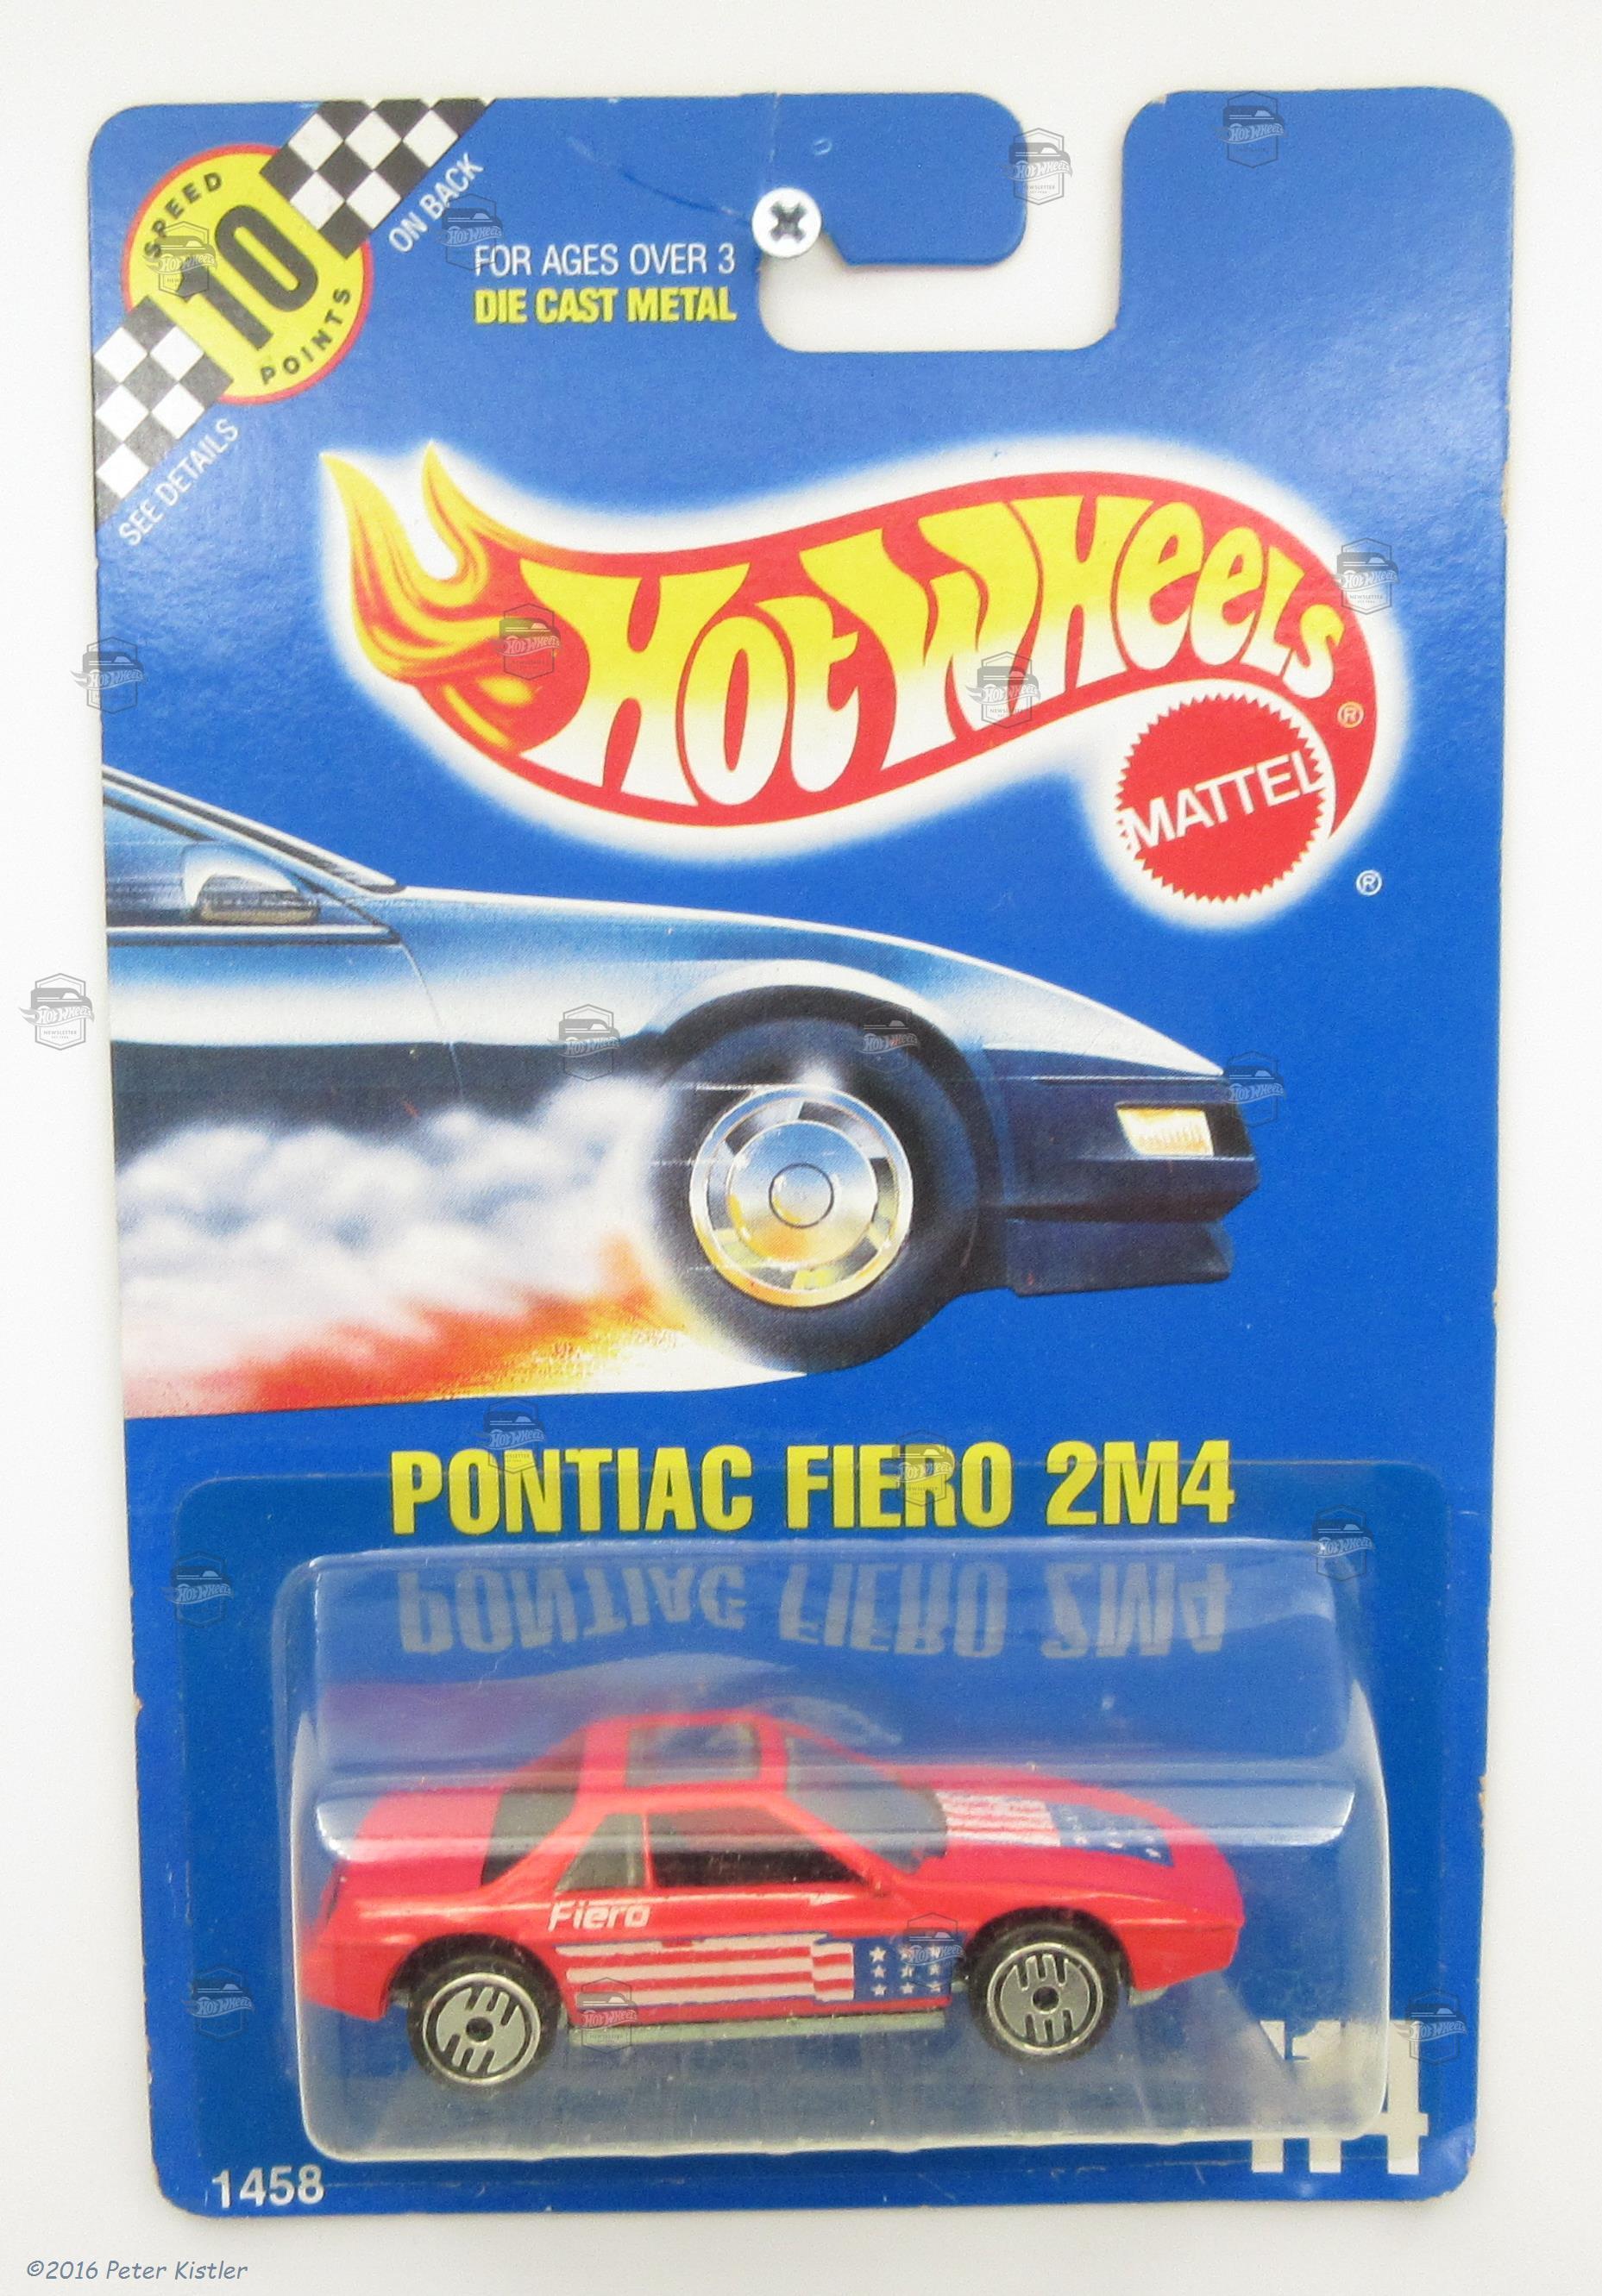 SPEED
10
POINTS
ON BACK
SEE DETAILS
FOR AGES OVER 3
DIE CAST METAL
Hot Wheels®
MATTEL
®
PONTIAC FIERO 2M4
Fiero
114
1458
©2016 Peter Kistler